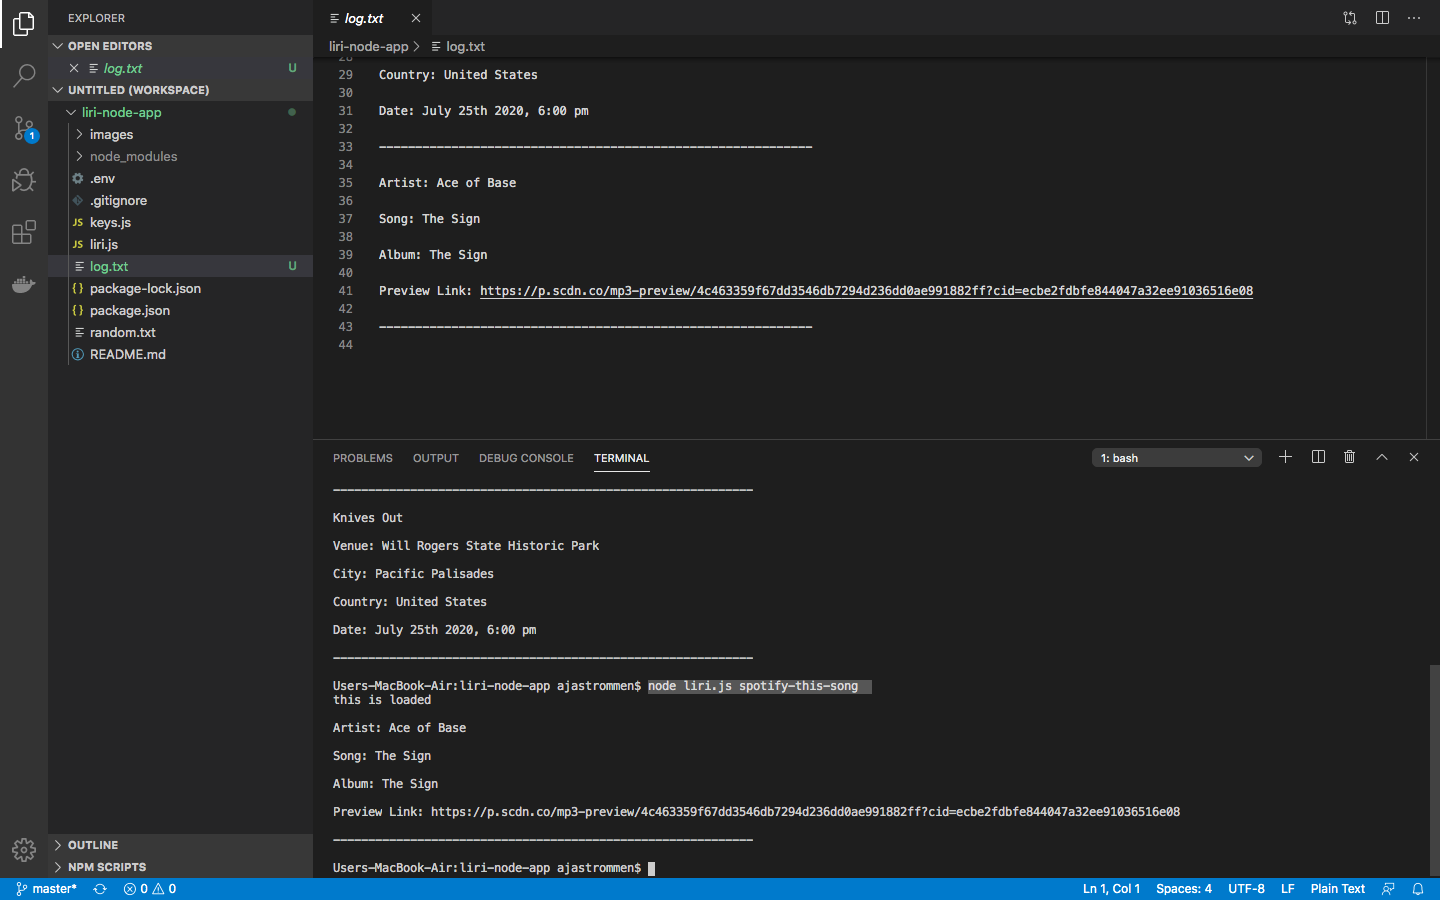 EXPLORER
OPEN EDITORS
log.txt U
UNTITLED (WORKSPACE)
liri-node-app
images
node_modules
.env
.gitignore
JS keys.js
JS liri.js
log.txt U
{} package-lock.json
{} package.json
random.txt
README.md
OUTLINE
NPM SCRIPTS
1
log.txt
liri-node-app > log.txt
28
29 Country: United States
30
31 Date: July 25th 2020, 6:00 pm
32
33 ------------------------------------------------------------
34
35 Artist: Ace of Base
36
37 Song: The Sign
38
39 Album: The Sign
40
41 Preview Link: https://p.scdn.co/mp3-preview/4c463359f67dd3546db7294d236dd0ae991882ff?cid=ecbe2fdbfe844047a32ee91036516e08
42
43 ------------------------------------------------------------
44
PROBLEMS OUTPUT DEBUG CONSOLE TERMINAL 1: bash
------------------------------------------------------------
Knives Out
Venue: Will Rogers State Historic Park
City: Pacific Palisades
Country: United States
Date: July 25th 2020, 6:00 pm
------------------------------------------------------------
Users-MacBook-Air:liri-node-app ajastrommen$ node liri.js spotify-this-song
this is loaded
Artist: Ace of Base
Song: The Sign
Album: The Sign
Preview Link: https://p.scdn.co/mp3-preview/4c463359f67dd3546db7294d236dd0ae991882ff?cid=ecbe2fdbfe844047a32ee91036516e08
------------------------------------------------------------
Users-MacBook-Air:liri-node-app ajastrommen$
master* 0 0 Ln 1, Col 1 Spaces: 4 UTF-8 LF Plain Text